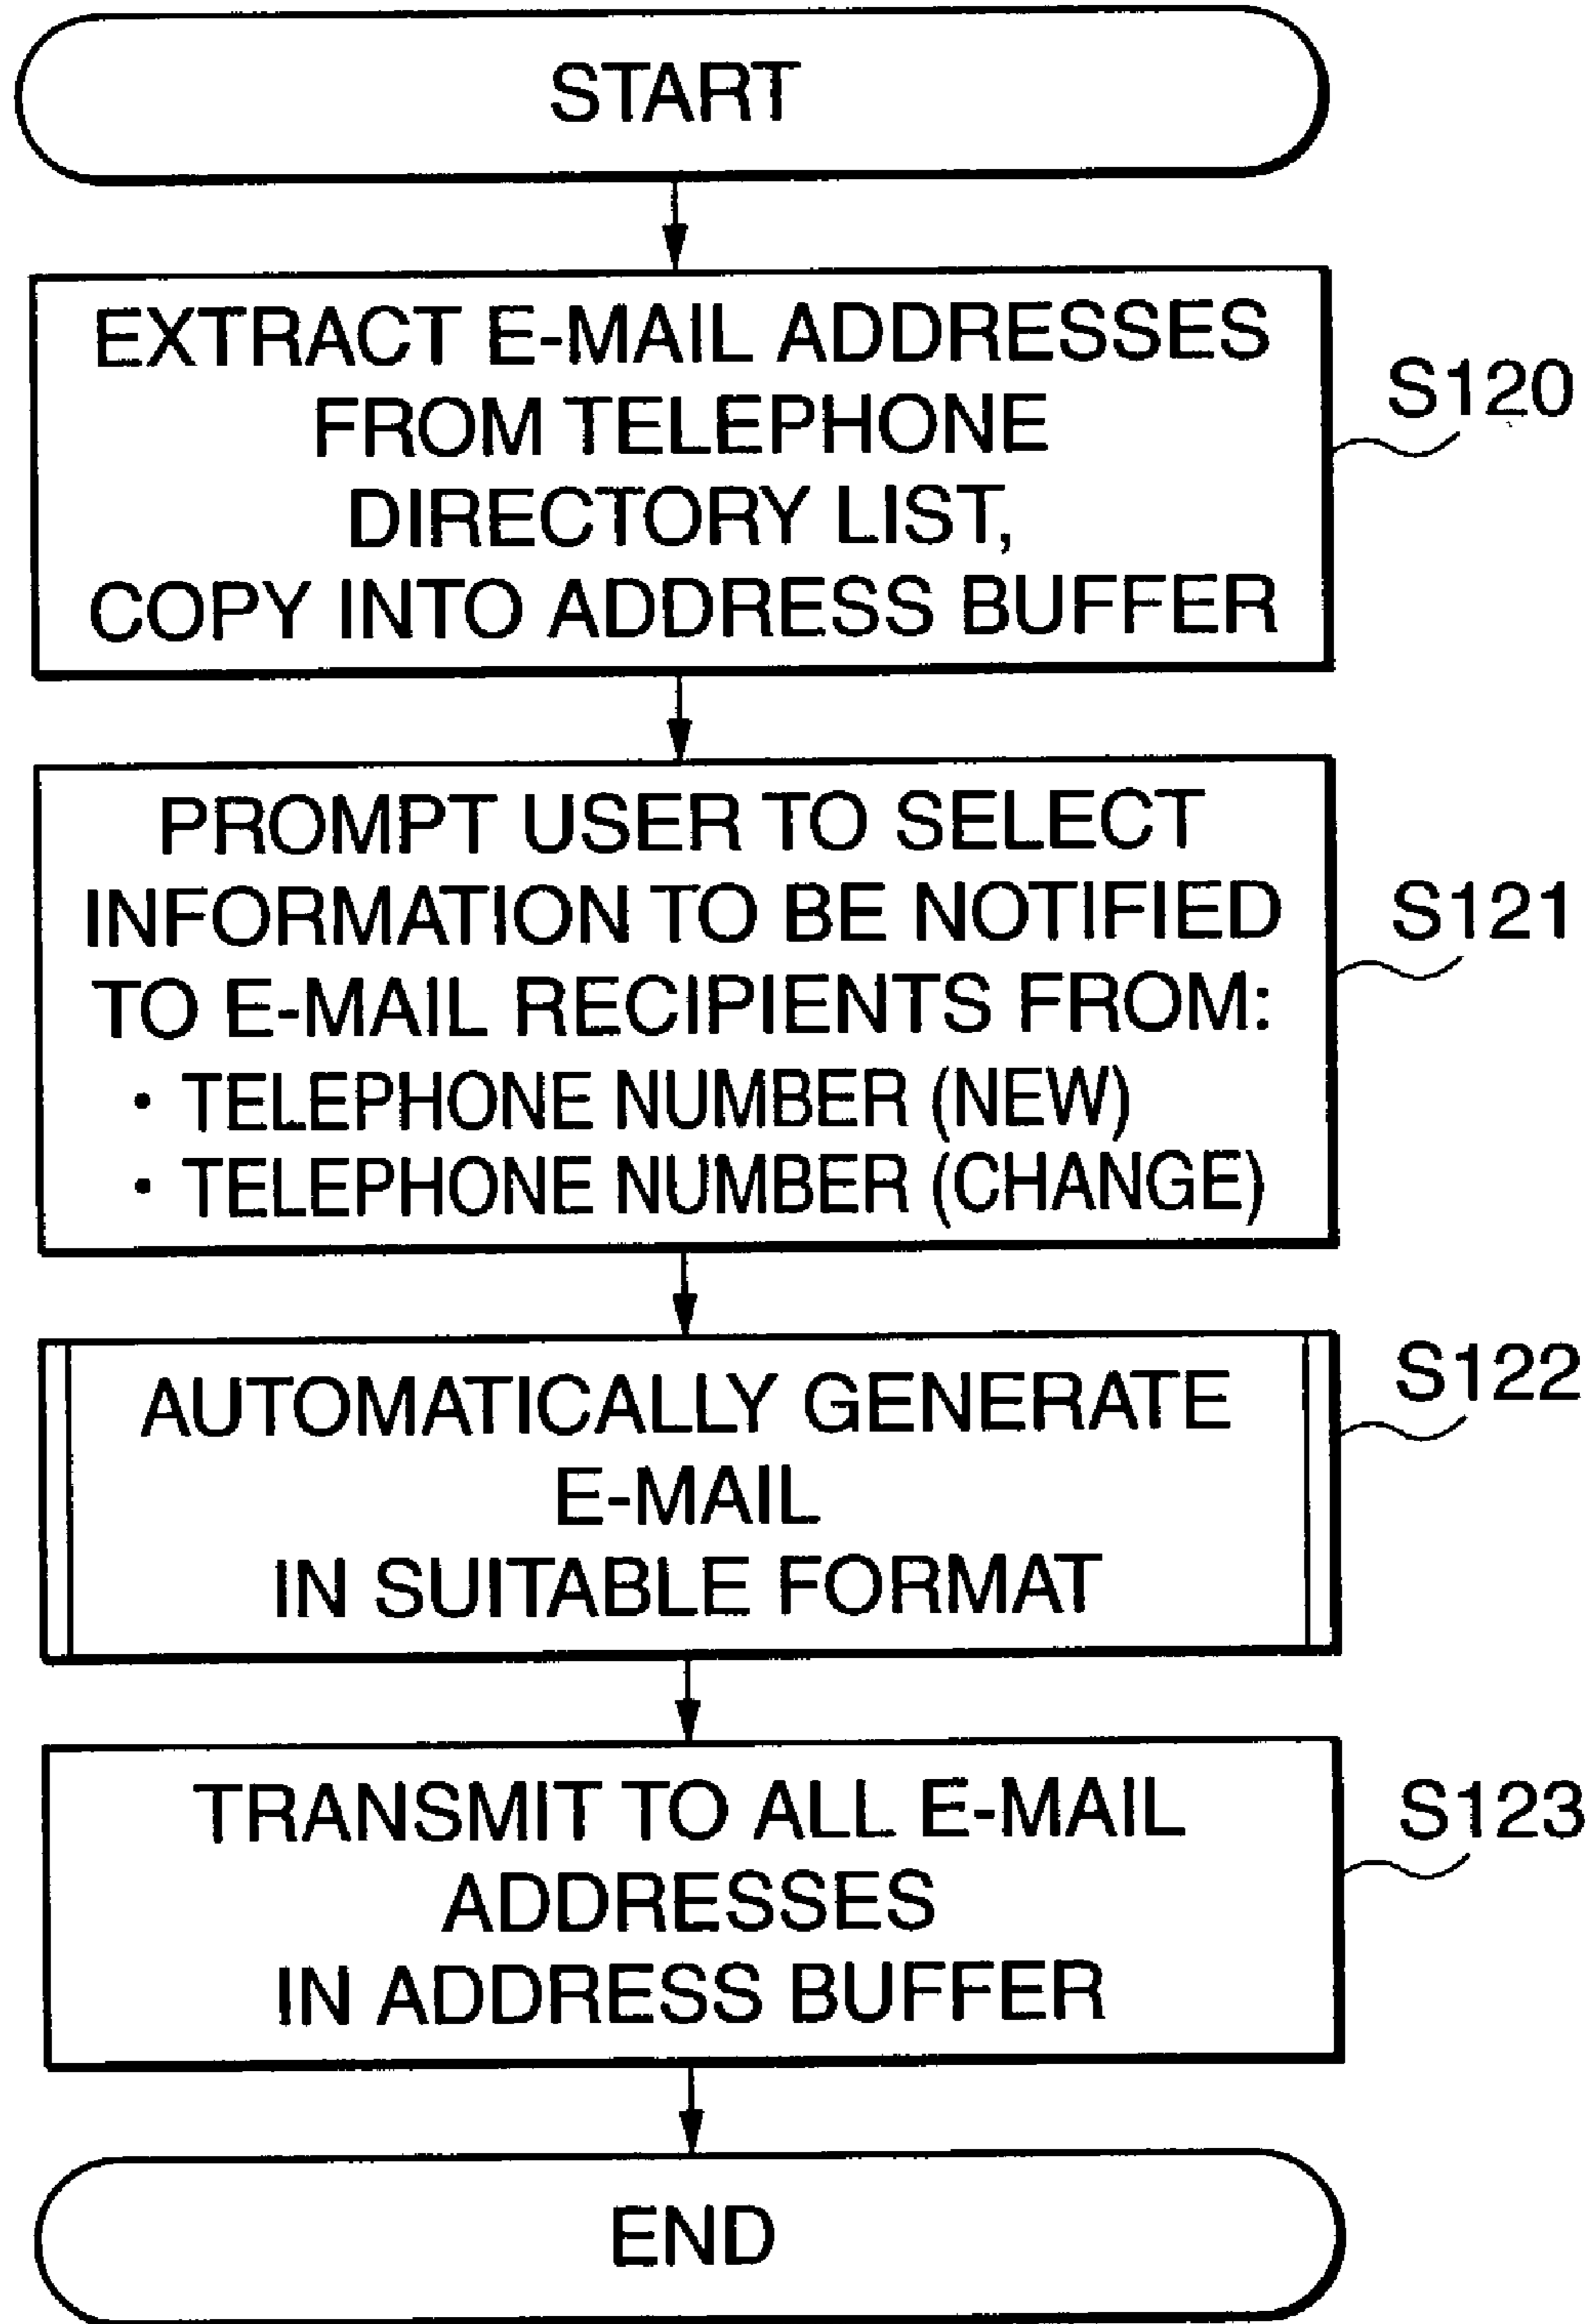 START
EXTRACT E-MAIL ADDRESSES
FROM TELEPHONE
DIRECTORY LIST,
COPY INTO ADDRESS BUFFER
S120
PROMPT USER TO SELECT
INFORMATION TO BE NOTIFIED
TO E-MAIL RECIPIENTS FROM:
• TELEPHONE NUMBER (NEW)
• TELEPHONE NUMBER (CHANGE)
S121
AUTOMATICALLY GENERATE
E-MAIL
IN SUITABLE FORMAT
S122
TRANSMIT TO ALL E-MAIL
ADDRESSES
IN ADDRESS BUFFER
S123
END